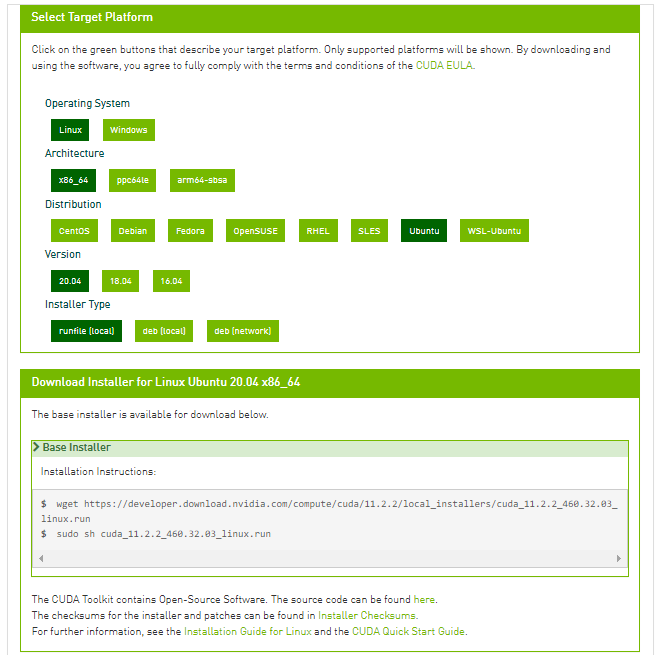 Select Target Platform
Click on the green buttons that describe your target platform. Only supported platforms will be shown. By downloading and
using the software, you agree to fully comply with the terms and conditions of the CUDA EULA.
Operating System
Linux Windows
Architecture
x86_64 ppc64le arm64-sbsa
Distribution
CentOS Debian Fedora OpenSUSE RHEL SLES Ubuntu WSL-Ubuntu
Version
20.04 18.04 16.04
Installer Type
runfile (local) deb (local) deb (network)
Download Installer for Linux Ubuntu 20.04 x86_64
The base installer is available for download below.
Base Installer
Installation Instructions:
$ wget https://developer.download.nvidia.com/compute/cuda/11.2.2/local_installers/cuda_11.2.2_460.32.03_
linux.run
$ sudo sh cuda_11.2.2_460.32.03_linux.run
The CUDA Toolkit contains Open-Source Software. The source code can be found here.
The checksums for the installer and patches can be found in Installer Checksums.
For further information, see the Installation Guide for Linux and the CUDA Quick Start Guide.